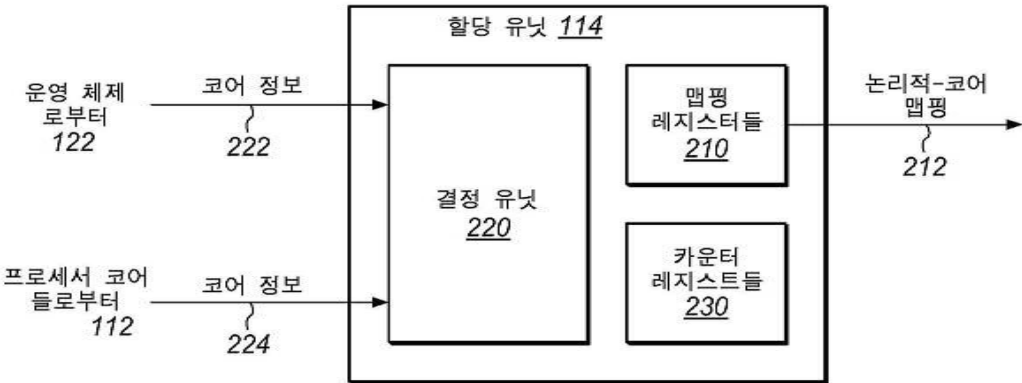 할당 유닛 114
운영 체제
로부터
122
코어 정보
222
결정 유닛
220
맵핑
레지스터들
210
논리적-코어
맵핑
212
프로세서 코어
들로부터
112
코어 정보
224
카운터
레지스트들
230